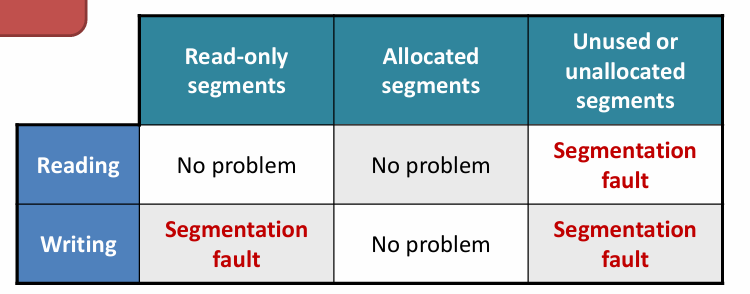 Read-only
segments
Allocated
segments
Unused or
unallocated
segments
Reading
No problem
No problem
Segmentation
fault
Writing
Segmentation
fault
No problem
Segmentation
fault